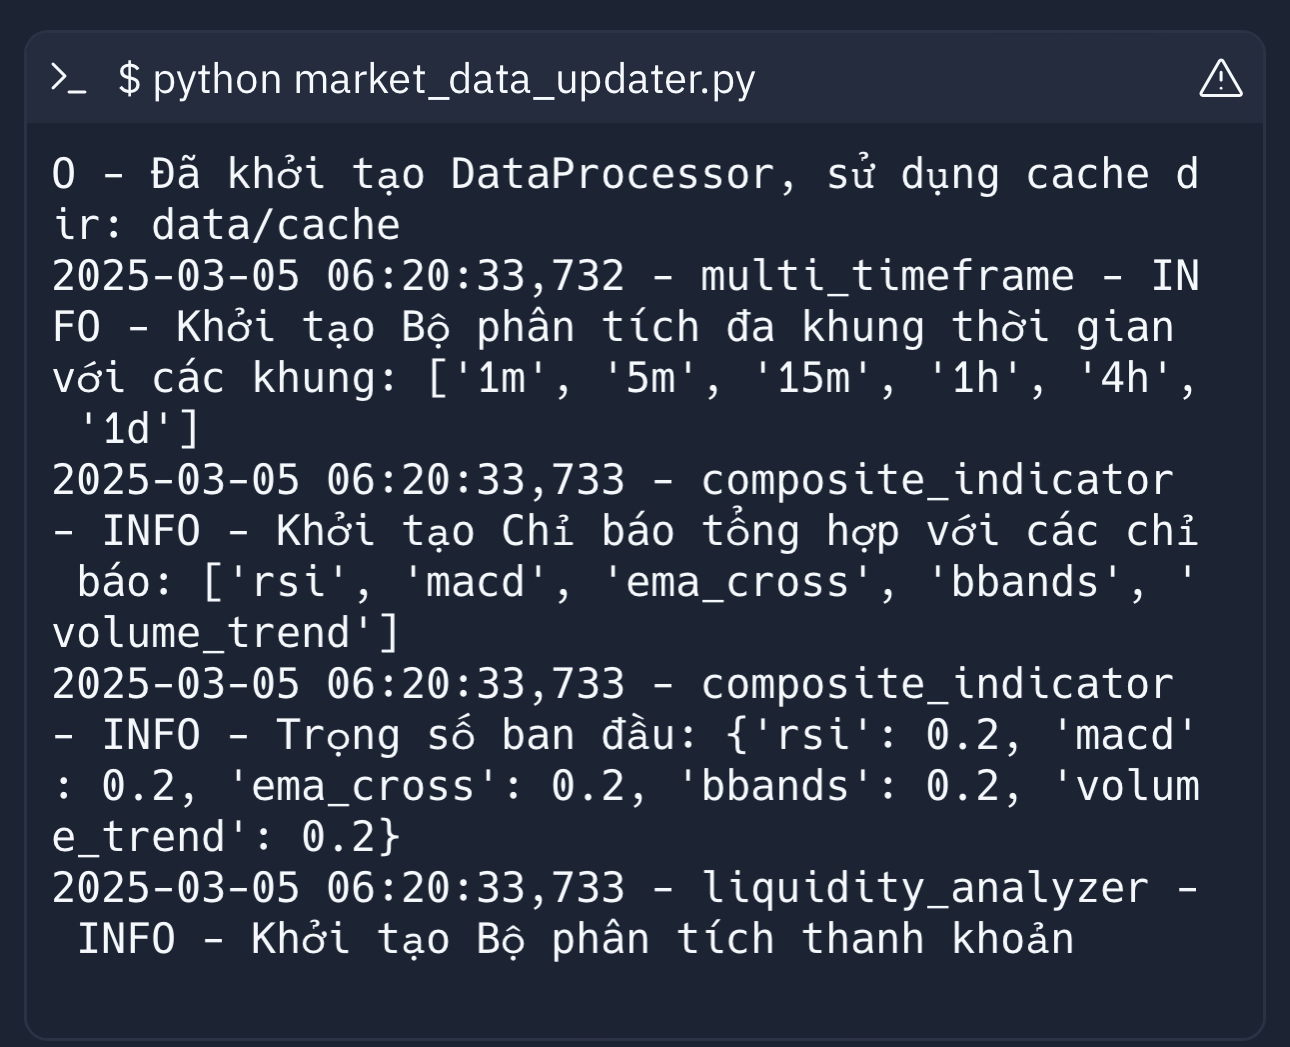 $ python market_data_updater.py
O - Đã khởi tạo DataProcessor, sử dụng cache d
ir: data/cache
2025-03-05 06:20:33,732 - multi_timeframe - IN
FO - Khởi tạo Bộ phân tích đa khung thời gian
với các khung: ['1m', '5m', '15m', '1h', '4h',
 '1d']
2025-03-05 06:20:33,733 - composite_indicator
- INFO - Khởi tạo Chỉ báo tổng hợp với các chỉ
 báo: ['rsi', 'macd', 'ema_cross', 'bbands', '
volume_trend']
2025-03-05 06:20:33,733 - composite_indicator
- INFO - Trọng số ban đầu: {'rsi': 0.2, 'macd'
: 0.2, 'ema_cross': 0.2, 'bbands': 0.2, 'volum
e_trend': 0.2}
2025-03-05 06:20:33,733 - liquidity_analyzer -
 INFO - Khởi tạo Bộ phân tích thanh khoản